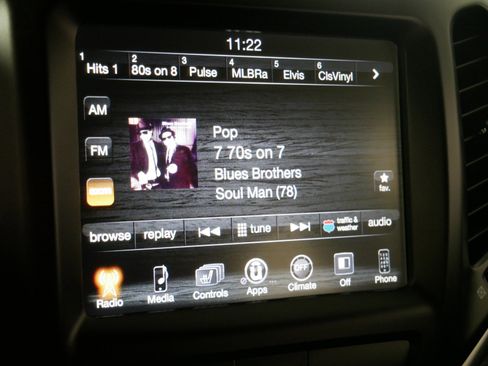 11:22
1 2 3 4 5 6
Hits 1 80s on 8 Pulse MLBRa Elvis ClsVinyl
AM
FM
Pop
7 70s on 7
Blues Brothers
Soul Man (78)
fav.
browse replay tune traffic & weather audio
OFF
Radio Media Controls Apps Climate Off Phone